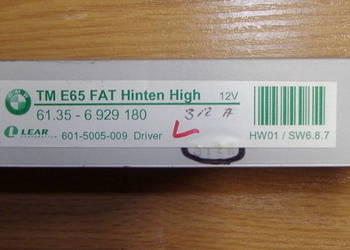 TM E65 FAT Hinten High 12V
61.35 - 6 929 180
LEAR 601-5005-009 Driver
HW01 / SW6.8.7